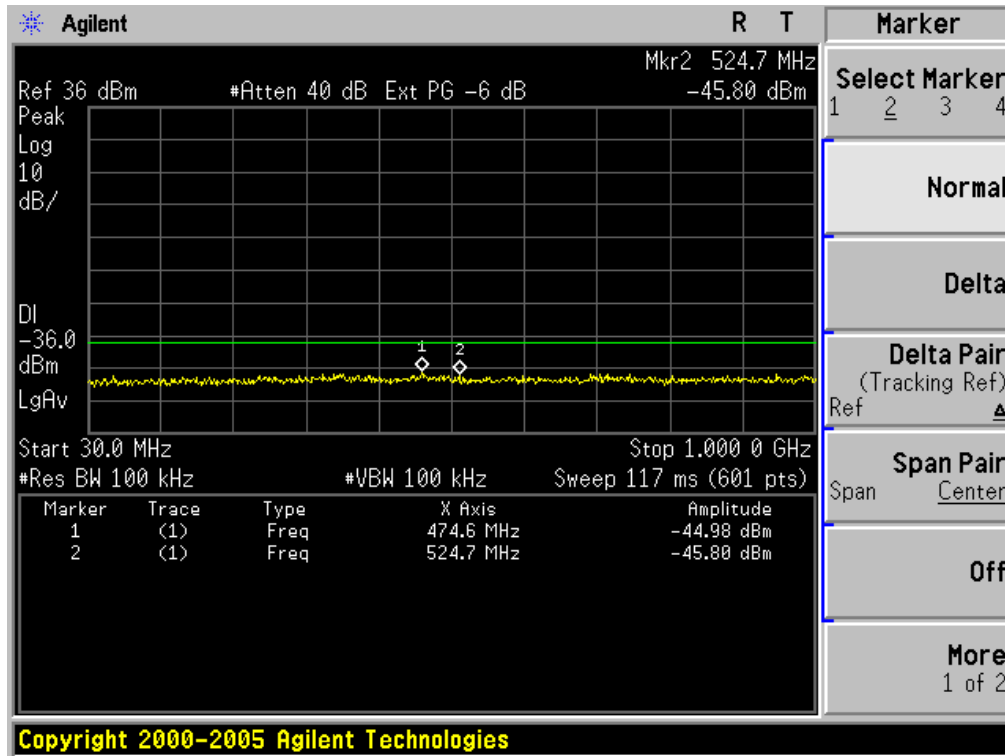 Agilent R T
Marker
Mkr2 524.7 MHz
Ref 36 dBm #Atten 40 dB Ext PG -6 dB -45.80 dBm
Peak
Log
10
dB/
DI
-36.0
dBm
LgAv
1 2
Start 30.0 MHz Stop 1.000 0 GHz
#Res BW 100 kHz #VBW 100 kHz Sweep 117 ms (601 pts)
Marker Trace Type X Axis Amplitude
1 (1) Freq 474.6 MHz -44.98 dBm
2 (1) Freq 524.7 MHz -45.80 dBm
Select Marker
1 2 3 4
Normal
Delta
Delta Pair
(Tracking Ref)
Ref Δ
Span Pair
Span Center
Off
More
1 of 2
Copyright 2000-2005 Agilent Technologies